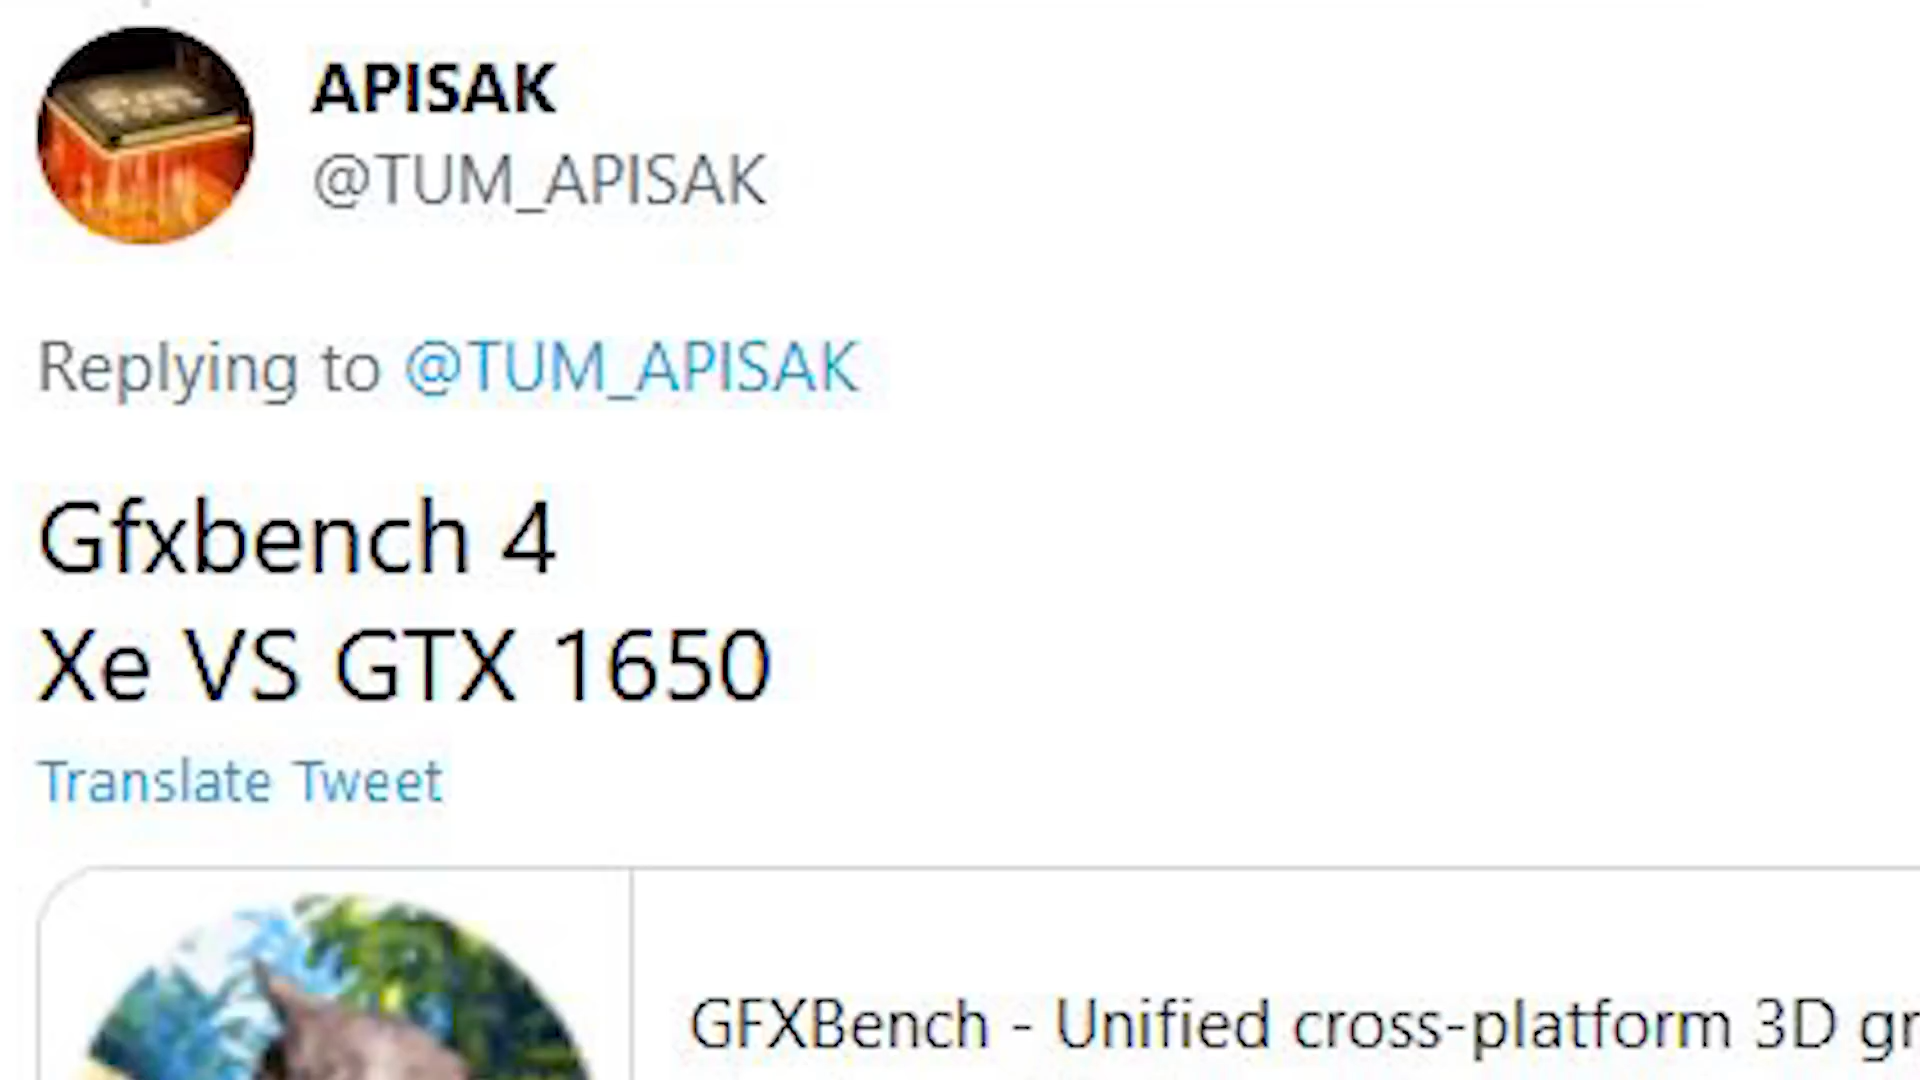 APISAK
@TUM_APISAK
Replying to @TUM_APISAK
Gfxbench 4
Xe VS GTX 1650
Translate Tweet
GFXBench - Unified cross-platform 3D gr